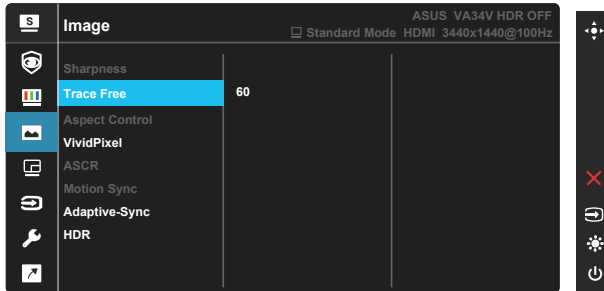 S
Image
ASUS VA34V HDR OFF
Standard Mode HDMI 3440x1440@100Hz
Sharpness
Trace Free 60
Aspect Control
VividPixel
ASCR
Motion Sync
Adaptive-Sync
HDR